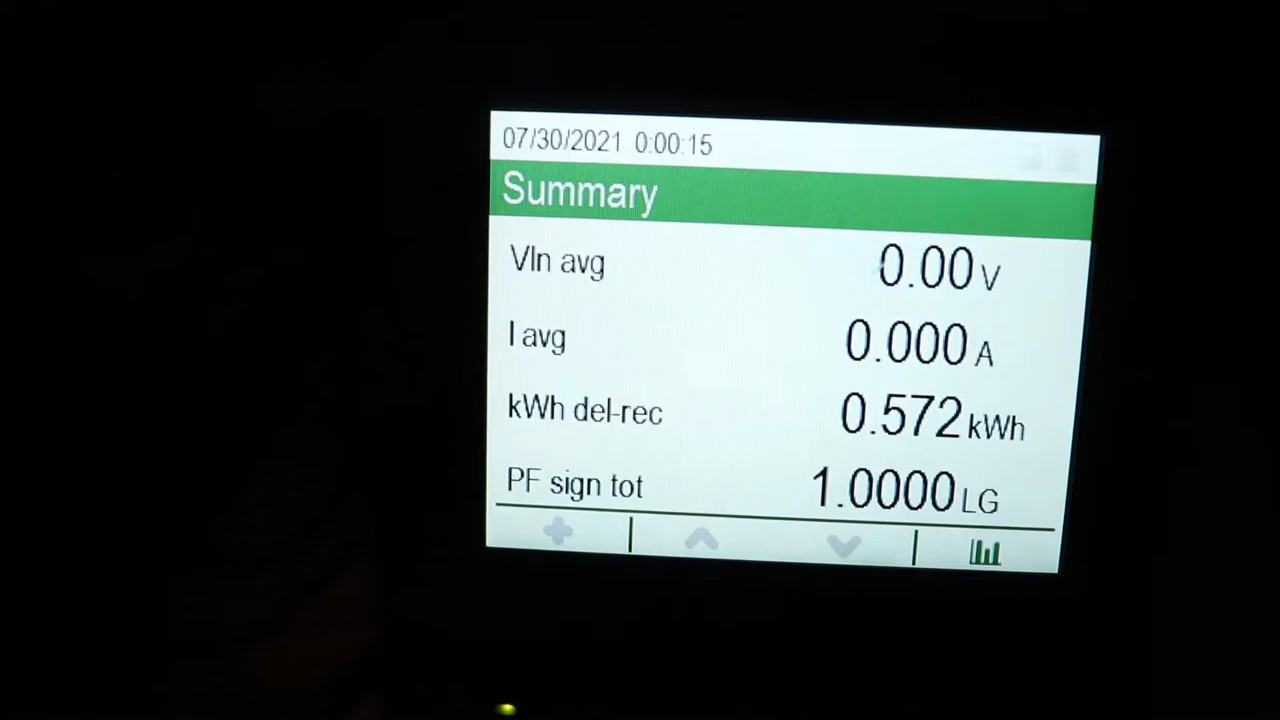 07/30/2021 0:00:15
Summary
Vln avg 0.00 V
I avg 0.000 A
kWh del-rec 0.572 kWh
PF sign tot 1.0000 LG